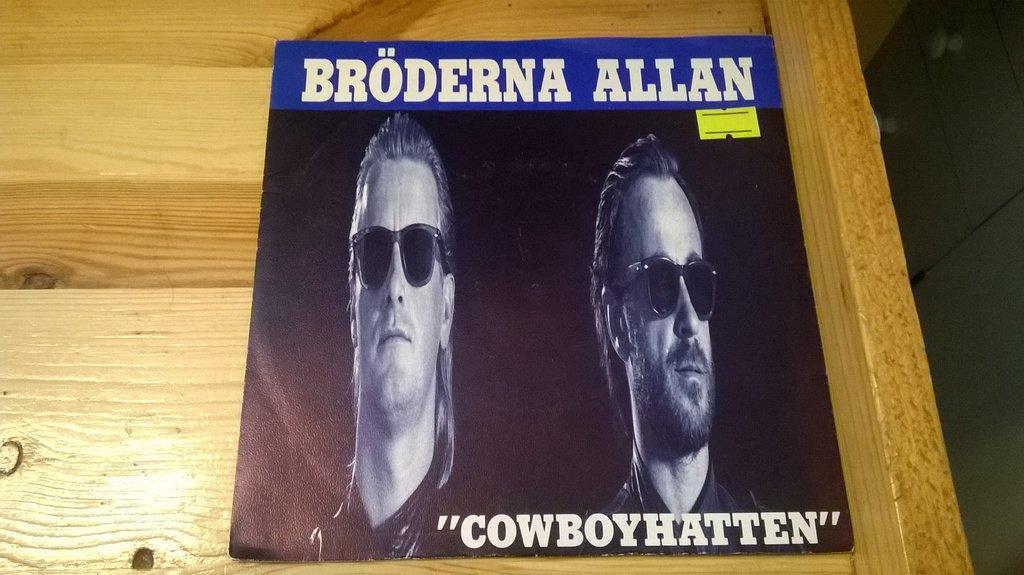 BRÖDERNA ALLAN
"COWBOYHATTEN"